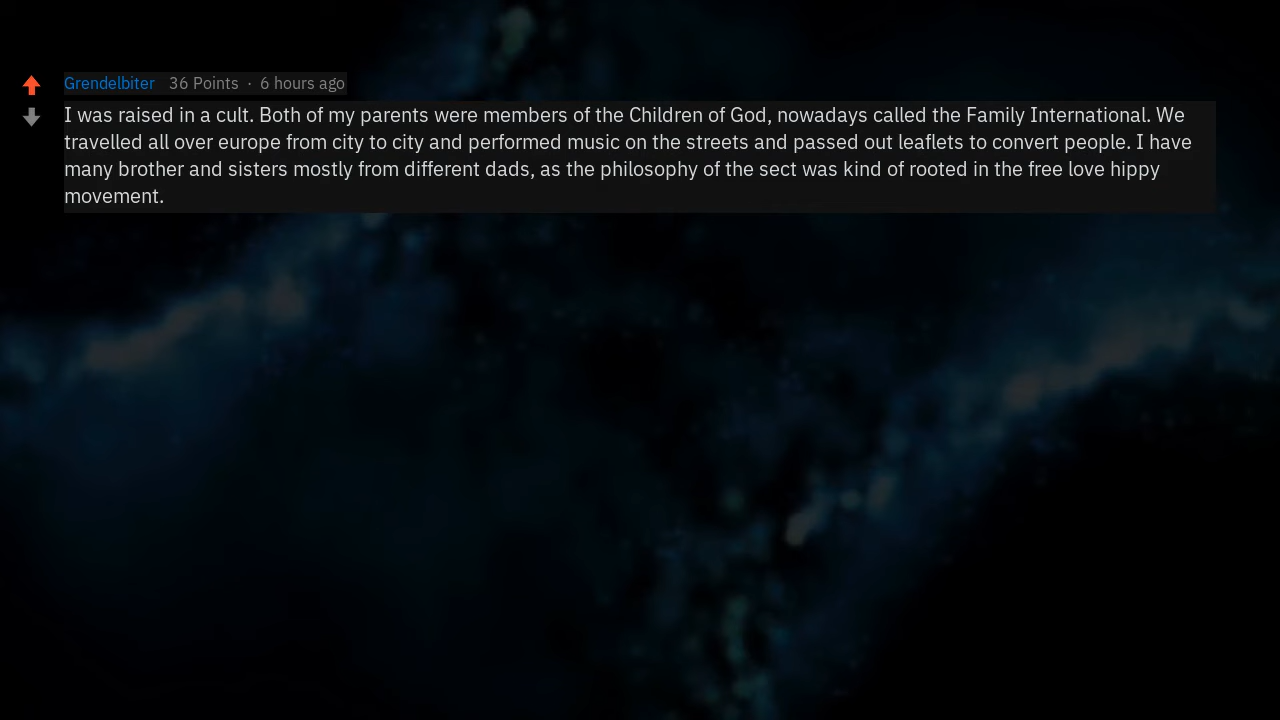 Grendelbiter 36 Points · 6 hours ago
I was raised in a cult. Both of my parents were members of the Children of God, nowadays called the Family International. We
travelled all over europe from city to city and performed music on the streets and passed out leaflets to convert people. I have
many brother and sisters mostly from different dads, as the philosophy of the sect was kind of rooted in the free love hippy
movement.